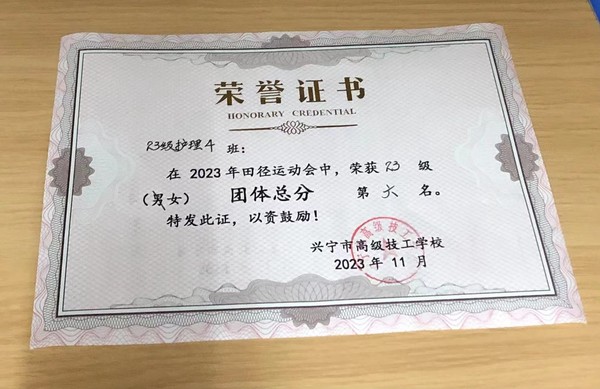 荣誉证书
HONORARY CREDENTIAL
23级护理4 班：
在 2023 年田径运动会中，荣获 23 级
（男女） 团体总分 第 六 名。
特发此证，以资鼓励！
兴宁市高级技工学校
2023 年 11 月